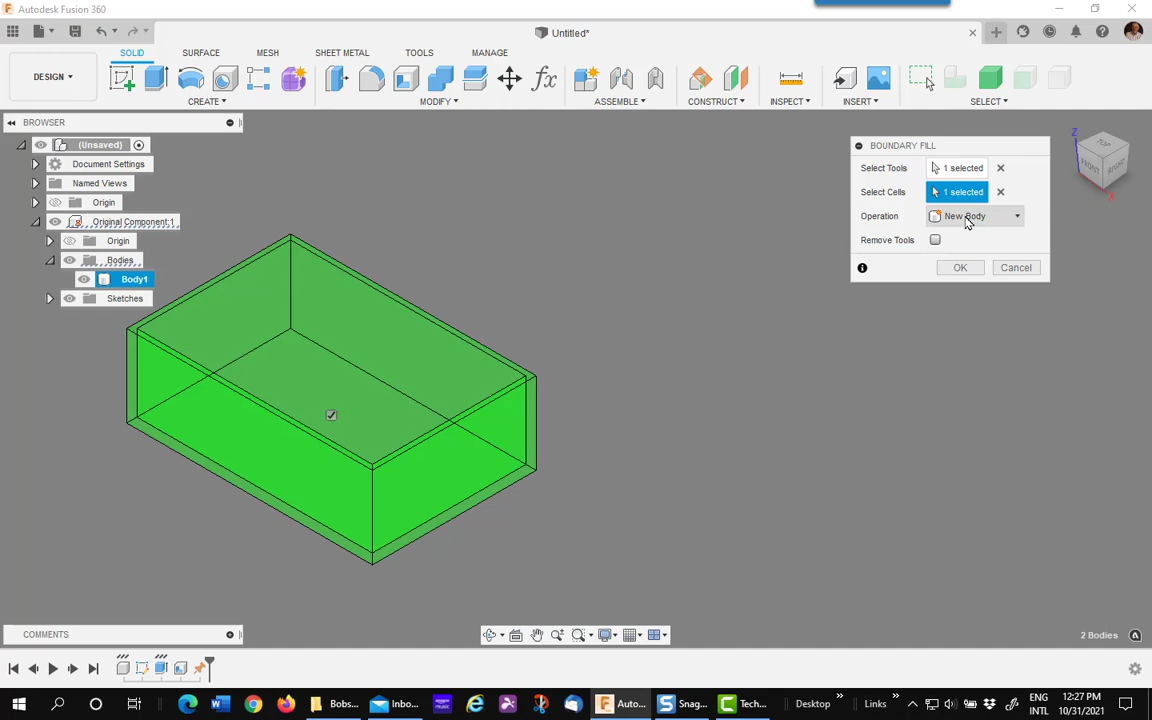 Autodesk Fusion 360
Untitled*
DESIGN
SOLID
SURFACE
MESH
SHEET METAL
TOOLS
MANAGE
CREATE
MODIFY
ASSEMBLE
CONSTRUCT
INSPECT
INSERT
SELECT
BROWSER
(Unsaved)
Document Settings
Named Views
Origin
Original Component:1
Origin
Bodies
Body1
Sketches
BOUNDARY FILL
Select Tools
1 selected
Select Cells
1 selected
Operation
New Body
Remove Tools
OK
Cancel
Z
TOP
FRONT
RIGHT
X
COMMENTS
2 Bodies
Bobs...
Inbo...
Auto...
Snag...
Tech...
Desktop
Links
ENG
INTL
12:27 PM
10/31/2021